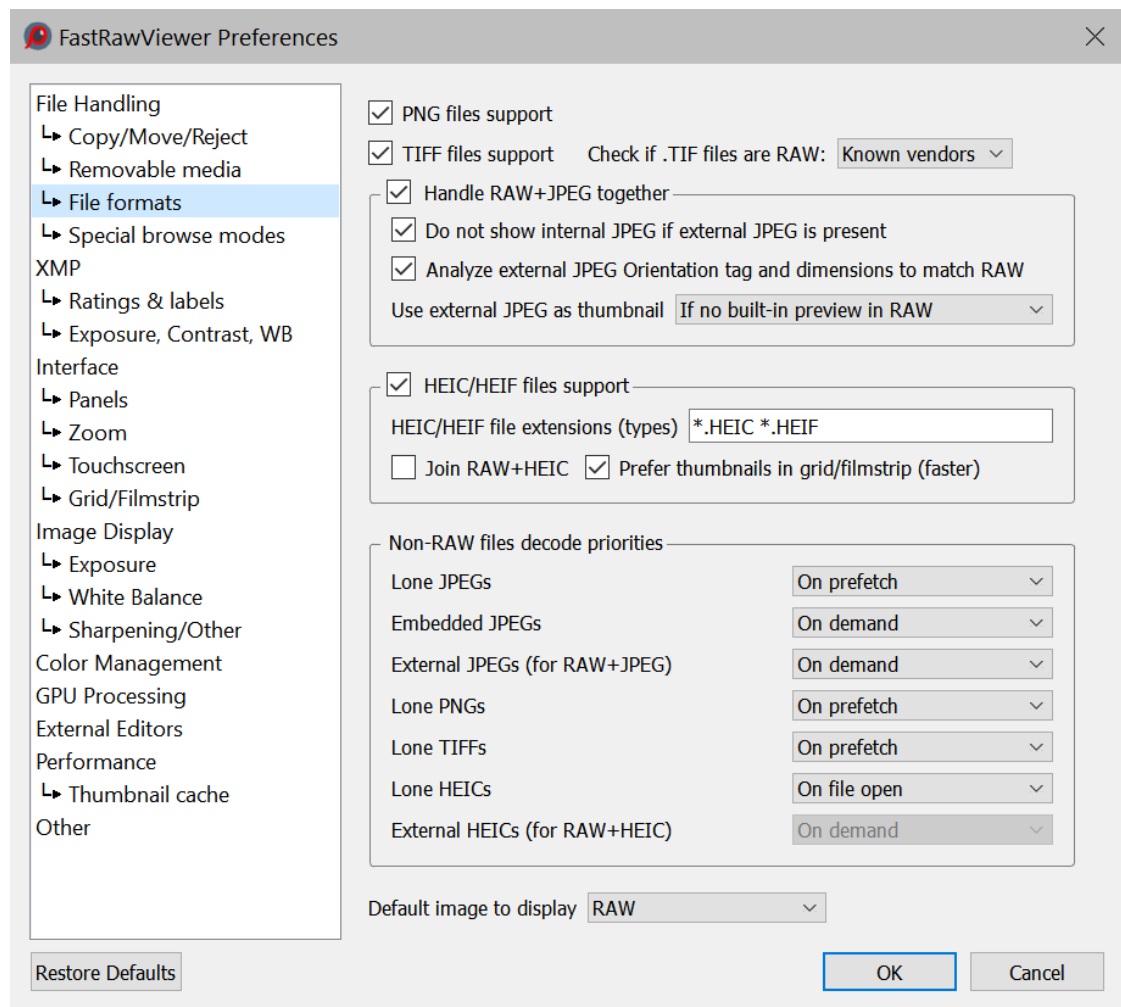 FastRawViewer Preferences
File Handling
Copy/Move/Reject
Removable media
File formats
Special browse modes
XMP
Ratings & labels
Exposure, Contrast, WB
Interface
Panels
Zoom
Touchscreen
Grid/Filmstrip
Image Display
Exposure
White Balance
Sharpening/Other
Color Management
GPU Processing
External Editors
Performance
Thumbnail cache
Other
PNG files support
TIFF files support Check if .TIF files are RAW: Known vendors
Handle RAW+JPEG together
Do not show internal JPEG if external JPEG is present
Analyze external JPEG Orientation tag and dimensions to match RAW
Use external JPEG as thumbnail If no built-in preview in RAW
HEIC/HEIF files support
HEIC/HEIF file extensions (types) *.HEIC *.HEIF
Join RAW+HEIC Prefer thumbnails in grid/filmstrip (faster)
Non-RAW files decode priorities
Lone JPEGs On prefetch
Embedded JPEGs On demand
External JPEGs (for RAW+JPEG) On demand
Lone PNGs On prefetch
Lone TIFFs On prefetch
Lone HEICs On file open
External HEICs (for RAW+HEIC) On demand
Default image to display RAW
Restore Defaults OK Cancel